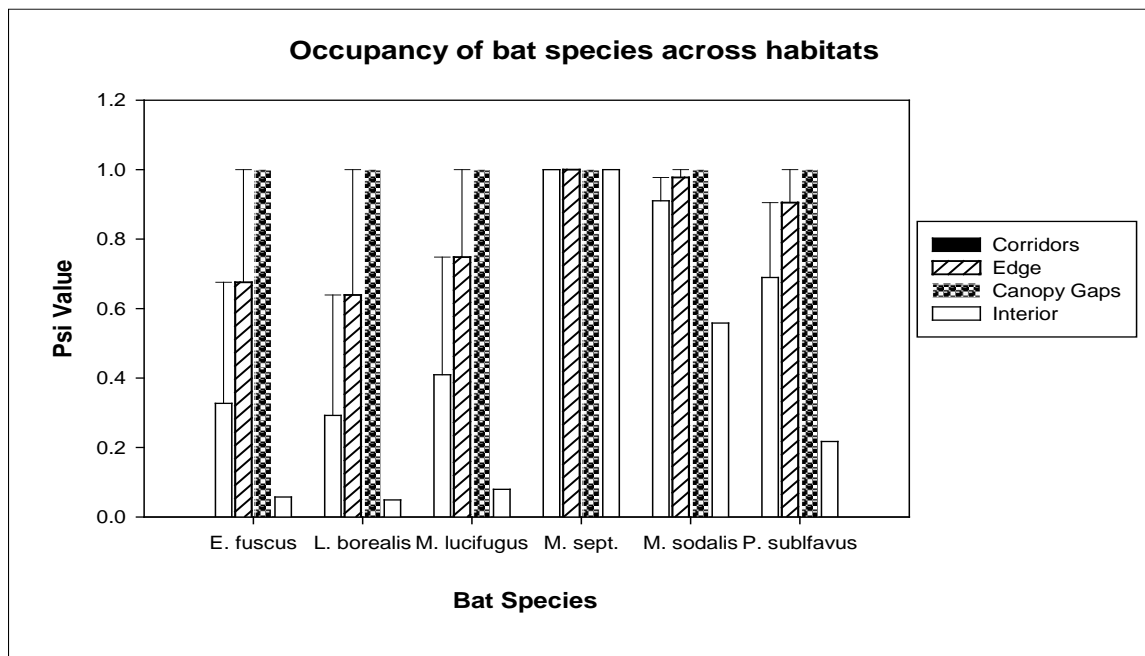 Occupancy of bat species across habitats
Psi Value
1.2
1.0
0.8
0.6
0.4
0.2
0.0
E. fuscus L. borealis M. lucifugus M. sept. M. sodalis P. sublfavus
Bat Species
Corridors
Edge
Canopy Gaps
Interior